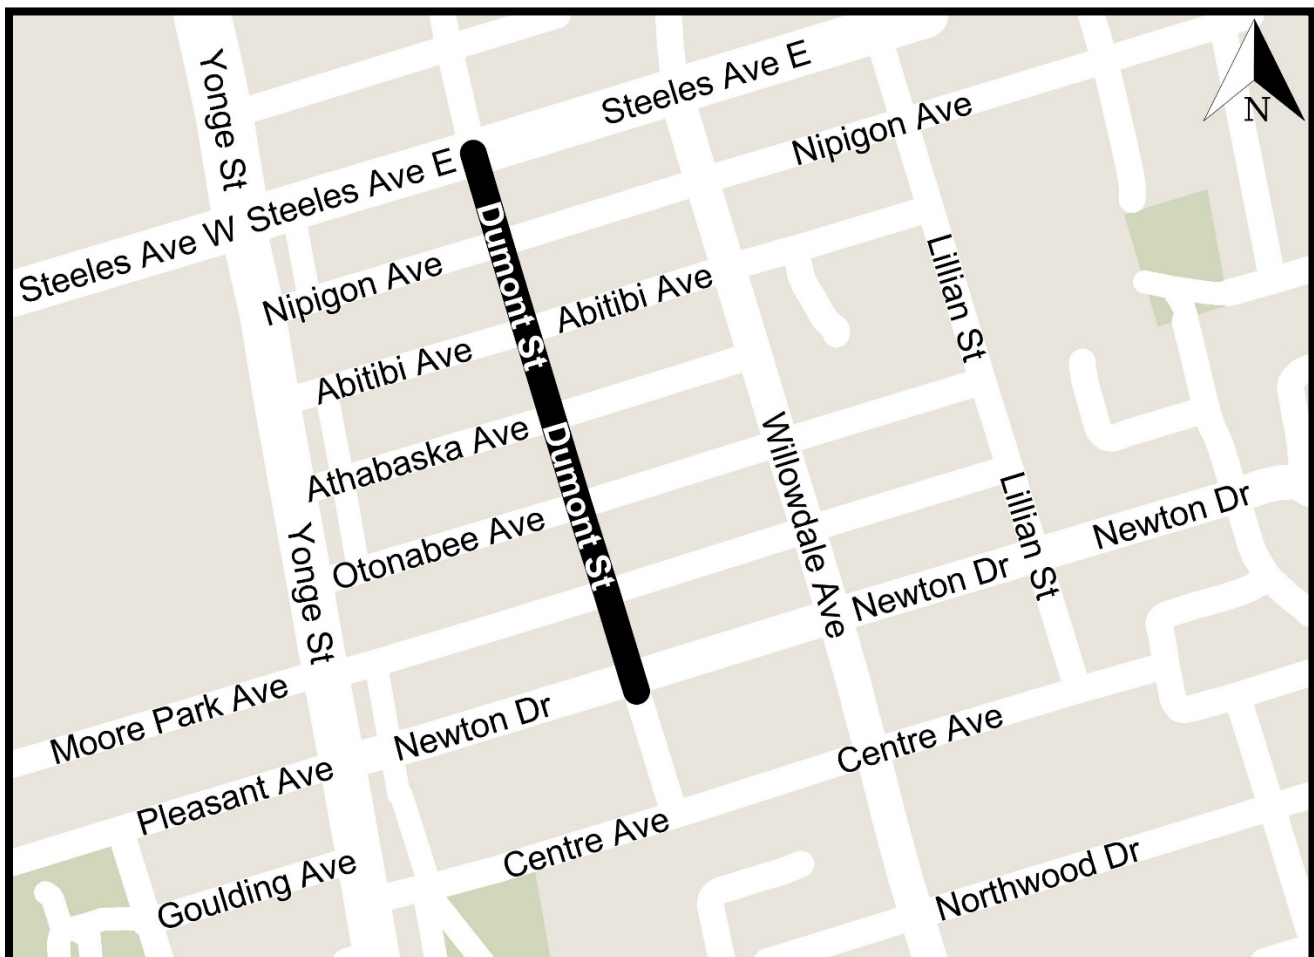 Yonge St
Steeles Ave E
N
Nipigon Ave
Steeles Ave E
Steeles Ave W
Dumont St
Nipigon Ave
Abitibi Ave
Lillian St
Abitibi Ave
Athabaska Ave
Dumont St
Willowdale Ave
Otonabee Ave
Yonge St
Lillian St
Newton Dr
Newton Dr
Moore Park Ave
Newton Dr
Centre Ave
Pleasant Ave
Centre Ave
Goulding Ave
Northwood Dr